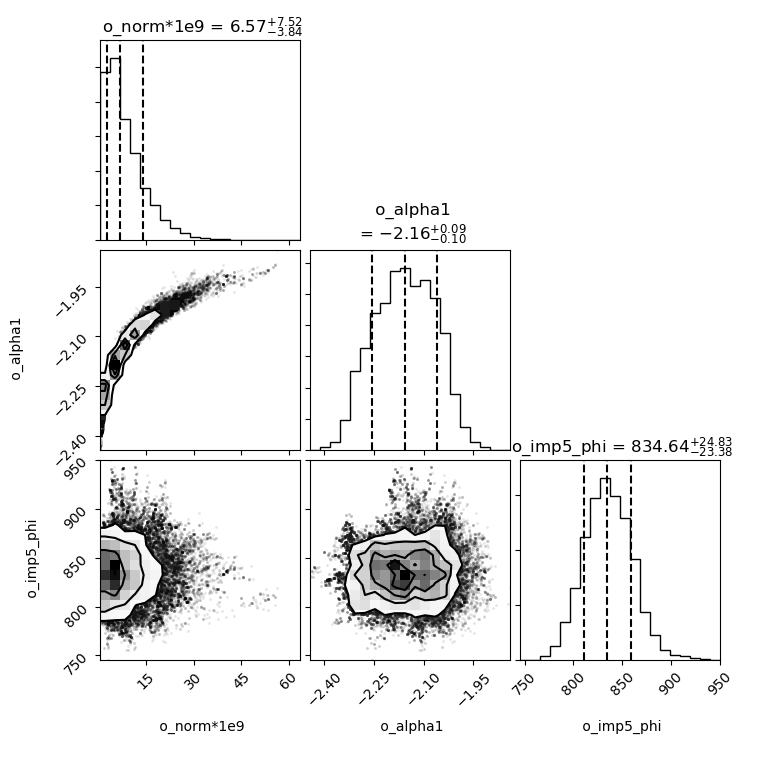 o_norm*1e9 = 6.57+7.52−3.84
o_alpha1
= −2.16+0.09−0.10
−1.95
−2.10
−2.25
−2.40
o_alpha1
o_imp5_phi = 834.64+24.83−23.38
950
900
850
800
750
o_imp5_phi
15 30 45 60
−2.40 −2.25 −2.10 −1.95
750 800 850 900 950
o_norm*1e9 o_alpha1 o_imp5_phi